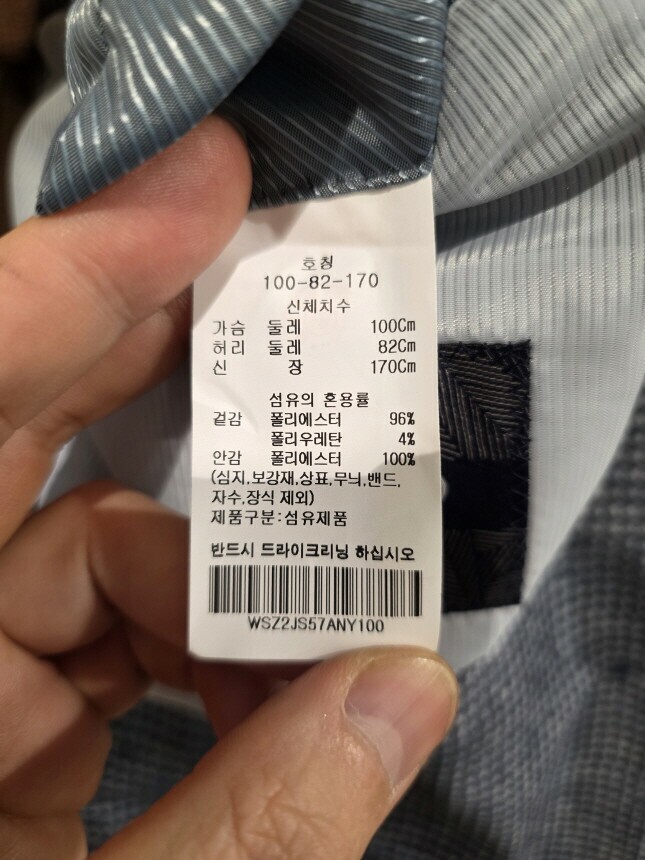 호칭
100-82-170
신체치수
가슴 둘레 100Cm
허리 둘레 82Cm
신 장 170Cm
섬유의 혼용률
겉감 폴리에스터 96%
폴리우레탄 4%
안감 폴리에스터 100%
(심지,보강재,상표,무늬,밴드,
자수,장식 제외)
제품구분:섬유제품
반드시 드라이크리닝 하십시오
WSZ2JS57ANY100